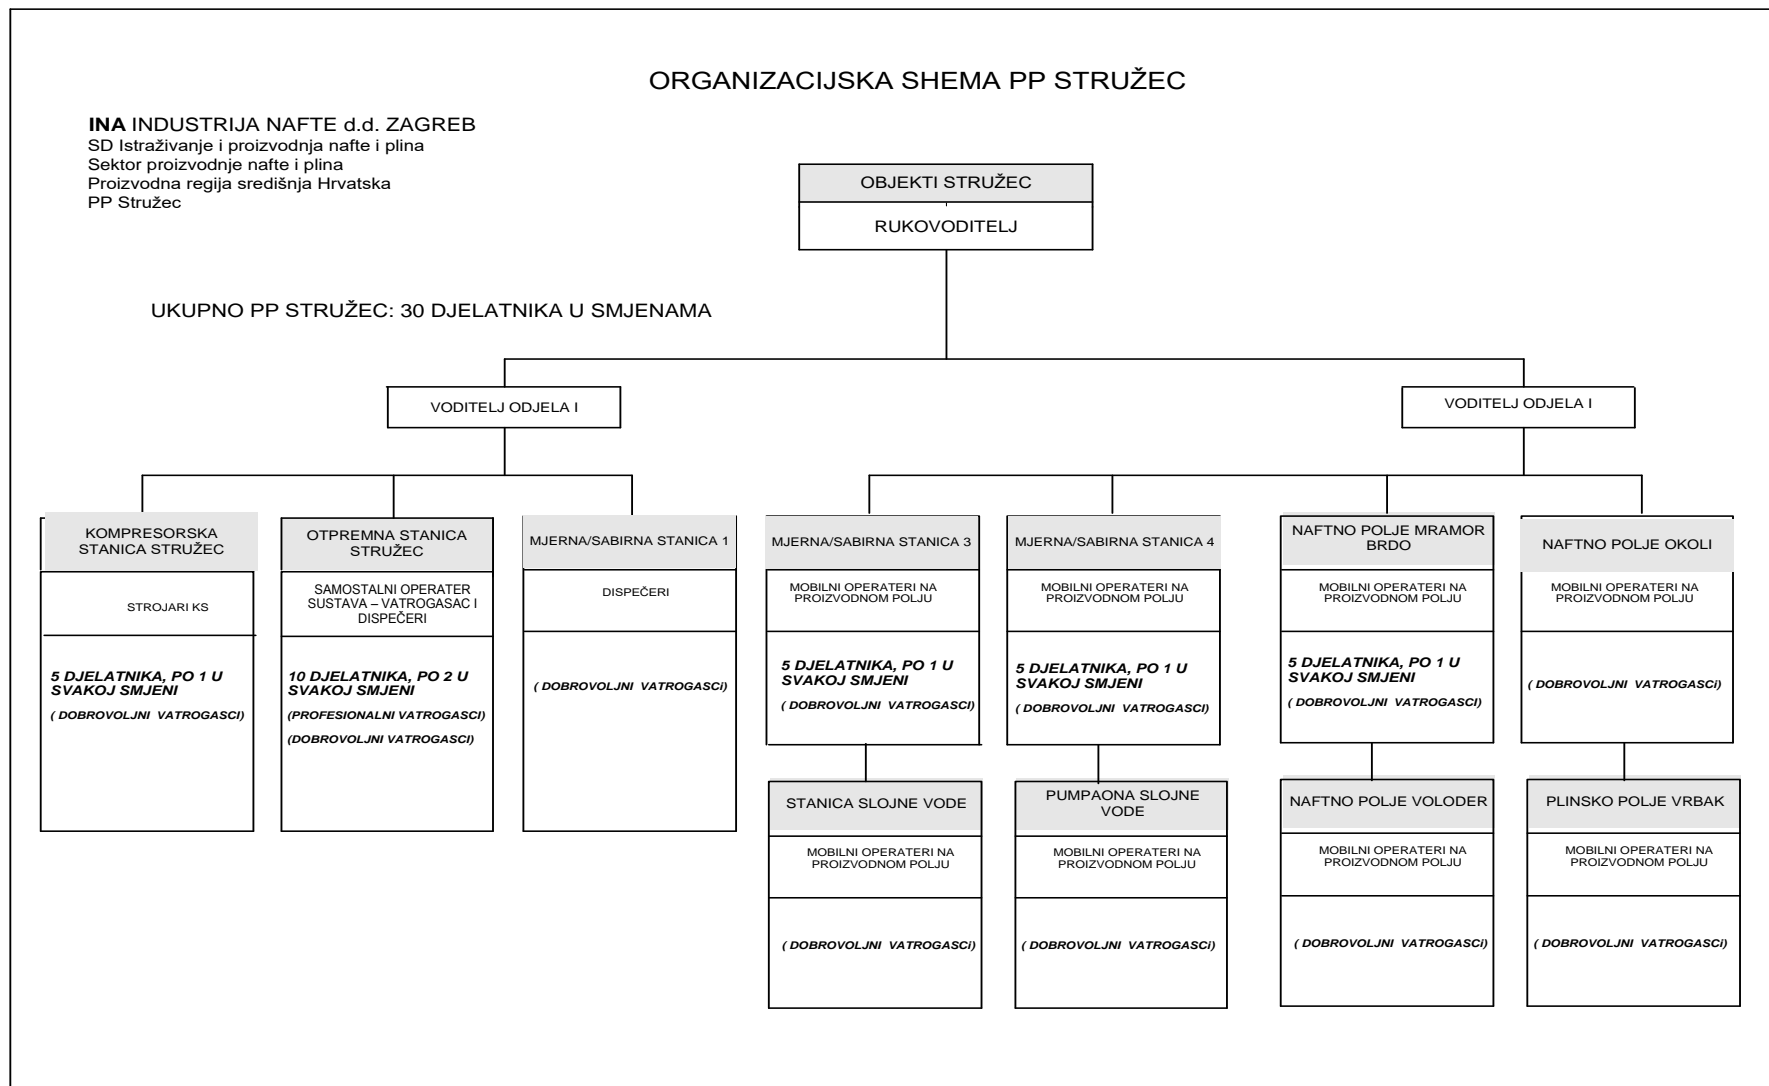 ORGANIZACIJSKA SHEMA PP STRUŽEC
INA INDUSTRIJA NAFTE d.d. ZAGREB
SD Istraživanje i proizvodnja nafte i plina
Sektor proizvodnje nafte i plina
Proizvodna regija središnja Hrvatska
PP Stružec
OBJEKTI STRUŽEC
RUKOVODITELJ
UKUPNO PP STRUŽEC: 30 DJELATNIKA U SMJENAMA
VODITELJ ODJELA I
VODITELJ ODJELA I
KOMPRESORSKA
STANICA STRUŽEC
STROJARI KS
5 DJELATNIKA, PO 1 U
SVAKOJ SMJENI
( DOBROVOLJNI VATROGASCI)
OTPREMNA STANICA
STRUŽEC
SAMOSTALNI OPERATER
SUSTAVA – VATROGASAC I
DISPEČERI
10 DJELATNIKA, PO 2 U
SVAKOJ SMJENI
(PROFESIONALNI VATROGASCI)
(DOBROVOLJNI VATROGASCI)
MJERNA/SABIRNA STANICA 1
DISPEČERI
( DOBROVOLJNI VATROGASCi)
MJERNA/SABIRNA STANICA 3
MOBILNI OPERATERI NA
PROIZVODNOM POLJU
5 DJELATNIKA, PO 1 U
SVAKOJ SMJENI
( DOBROVOLJNI VATROGASCI)
MJERNA/SABIRNA STANICA 4
MOBILNI OPERATERI NA
PROIZVODNOM POLJU
5 DJELATNIKA, PO 1 U
SVAKOJ SMJENI
( DOBROVOLJNI VATROGASCI)
NAFTNO POLJE MRAMOR
BRDO
MOBILNI OPERATERI NA
PROIZVODNOM POLJU
5 DJELATNIKA, PO 1 U
SVAKOJ SMJENI
( DOBROVOLJNI VATROGASCI)
NAFTNO POLJE OKOLI
MOBILNI OPERATERI NA
PROIZVODNOM POLJU
( DOBROVOLJNI VATROGASCi)
STANICA SLOJNE VODE
MOBILNI OPERATERI NA
PROIZVODNOM POLJU
( DOBROVOLJNI VATROGASCi)
PUMPAONA SLOJNE
VODE
MOBILNI OPERATERI NA
PROIZVODNOM POLJU
( DOBROVOLJNI VATROGASCi)
NAFTNO POLJE VOLODER
MOBILNI OPERATERI NA
PROIZVODNOM POLJU
( DOBROVOLJNI VATROGASCi)
PLINSKO POLJE VRBAK
MOBILNI OPERATERI NA
PROIZVODNOM POLJU
( DOBROVOLJNI VATROGASCi)